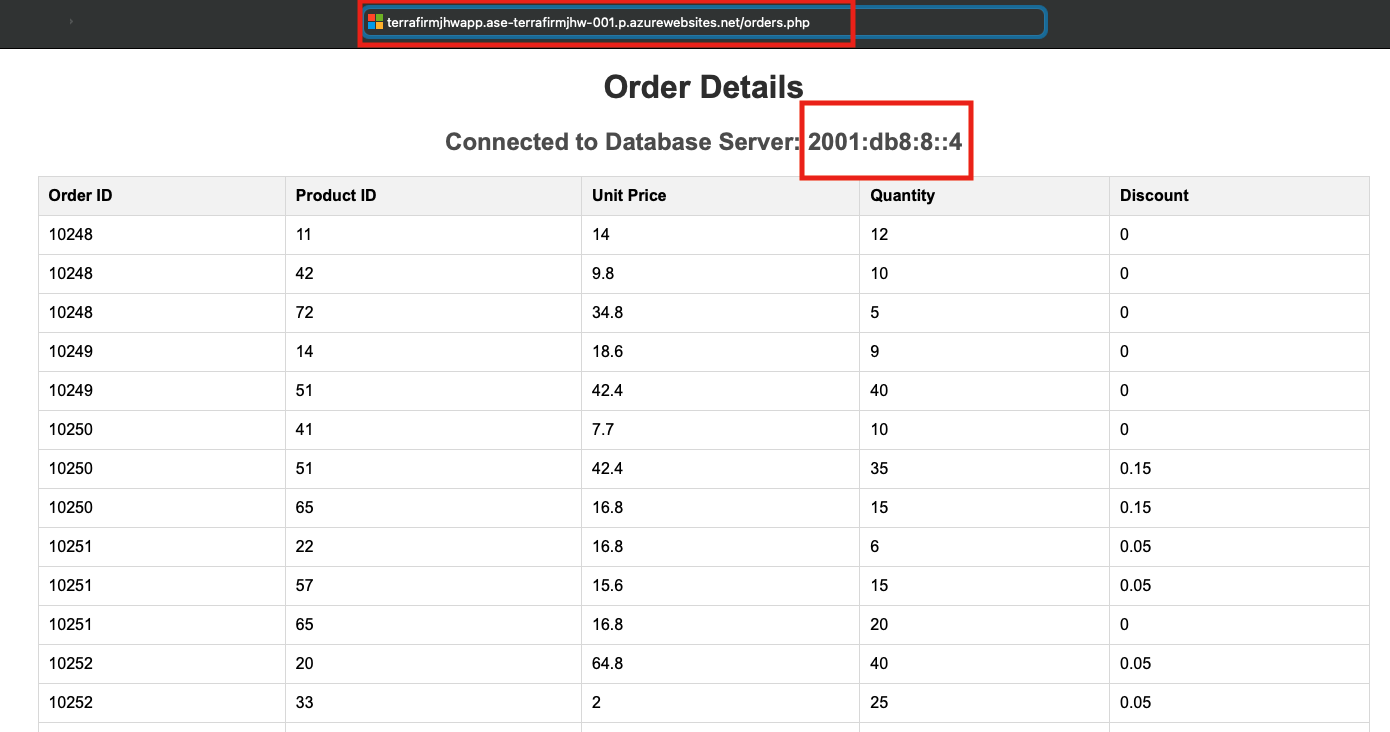 terrafirmjhwapp.ase-terrafirmjhw-001.p.azurewebsites.net/orders.php
Order Details
Connected to Database Server: 2001:db8:8::4
Order ID Product ID Unit Price Quantity Discount
10248 11 14 12 0
10248 42 9.8 10 0
10248 72 34.8 5 0
10249 14 18.6 9 0
10249 51 42.4 40 0
10250 41 7.7 10 0
10250 51 42.4 35 0.15
10250 65 16.8 15 0.15
10251 22 16.8 6 0.05
10251 57 15.6 15 0.05
10251 65 16.8 20 0
10252 20 64.8 40 0.05
10252 33 2 25 0.05